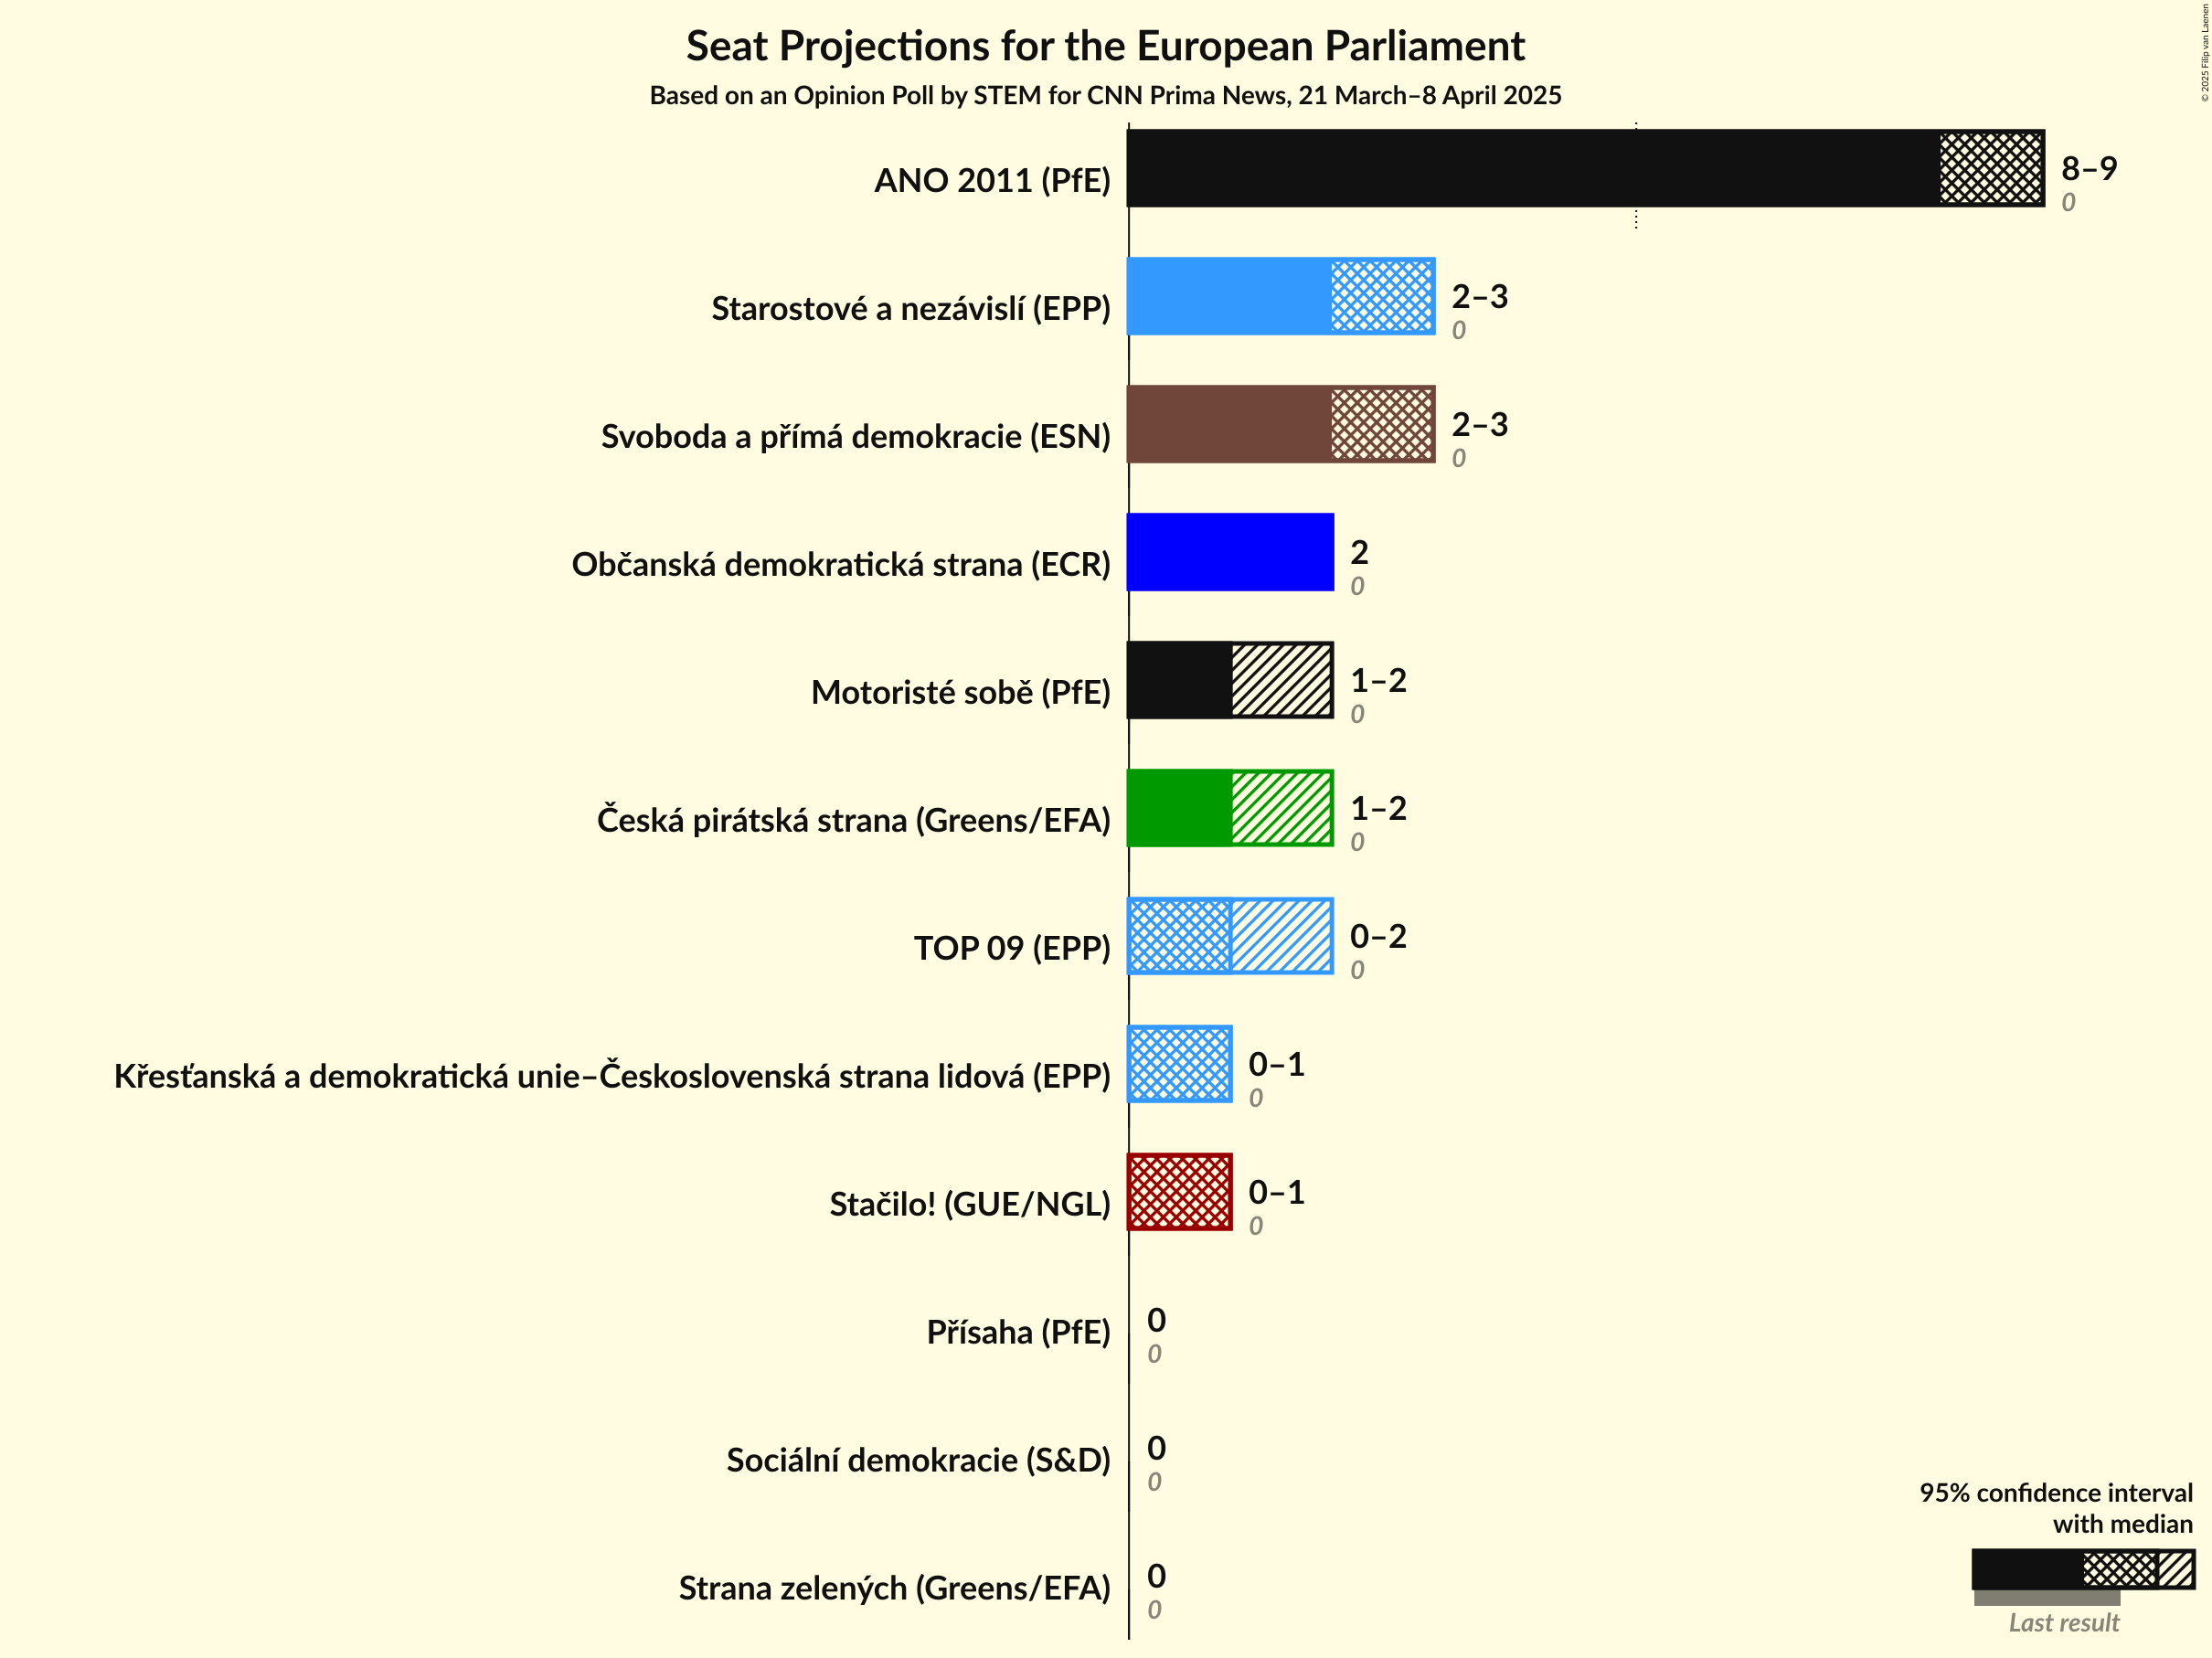 Seat Projections for the European Parliament
Based on an Opinion Poll by STEM for CNN Prima News, 21 March–8 April 2025
© 2025 Filip van Laenen
ANO 2011 (PfE)
8–9
0
Starostové a nezávislí (EPP)
2–3
0
Svoboda a přímá demokracie (ESN)
2–3
0
Občanská demokratická strana (ECR)
2
0
Motoristé sobě (PfE)
1–2
0
Česká pirátská strana (Greens/EFA)
1–2
0
TOP 09 (EPP)
0–2
0
Křesťanská a demokratická unie–Československá strana lidová (EPP)
0–1
0
Stačilo! (GUE/NGL)
0–1
0
Přísaha (PfE)
0
0
Sociální demokracie (S&D)
0
0
Strana zelených (Greens/EFA)
0
0
95% confidence interval
with median
Last result